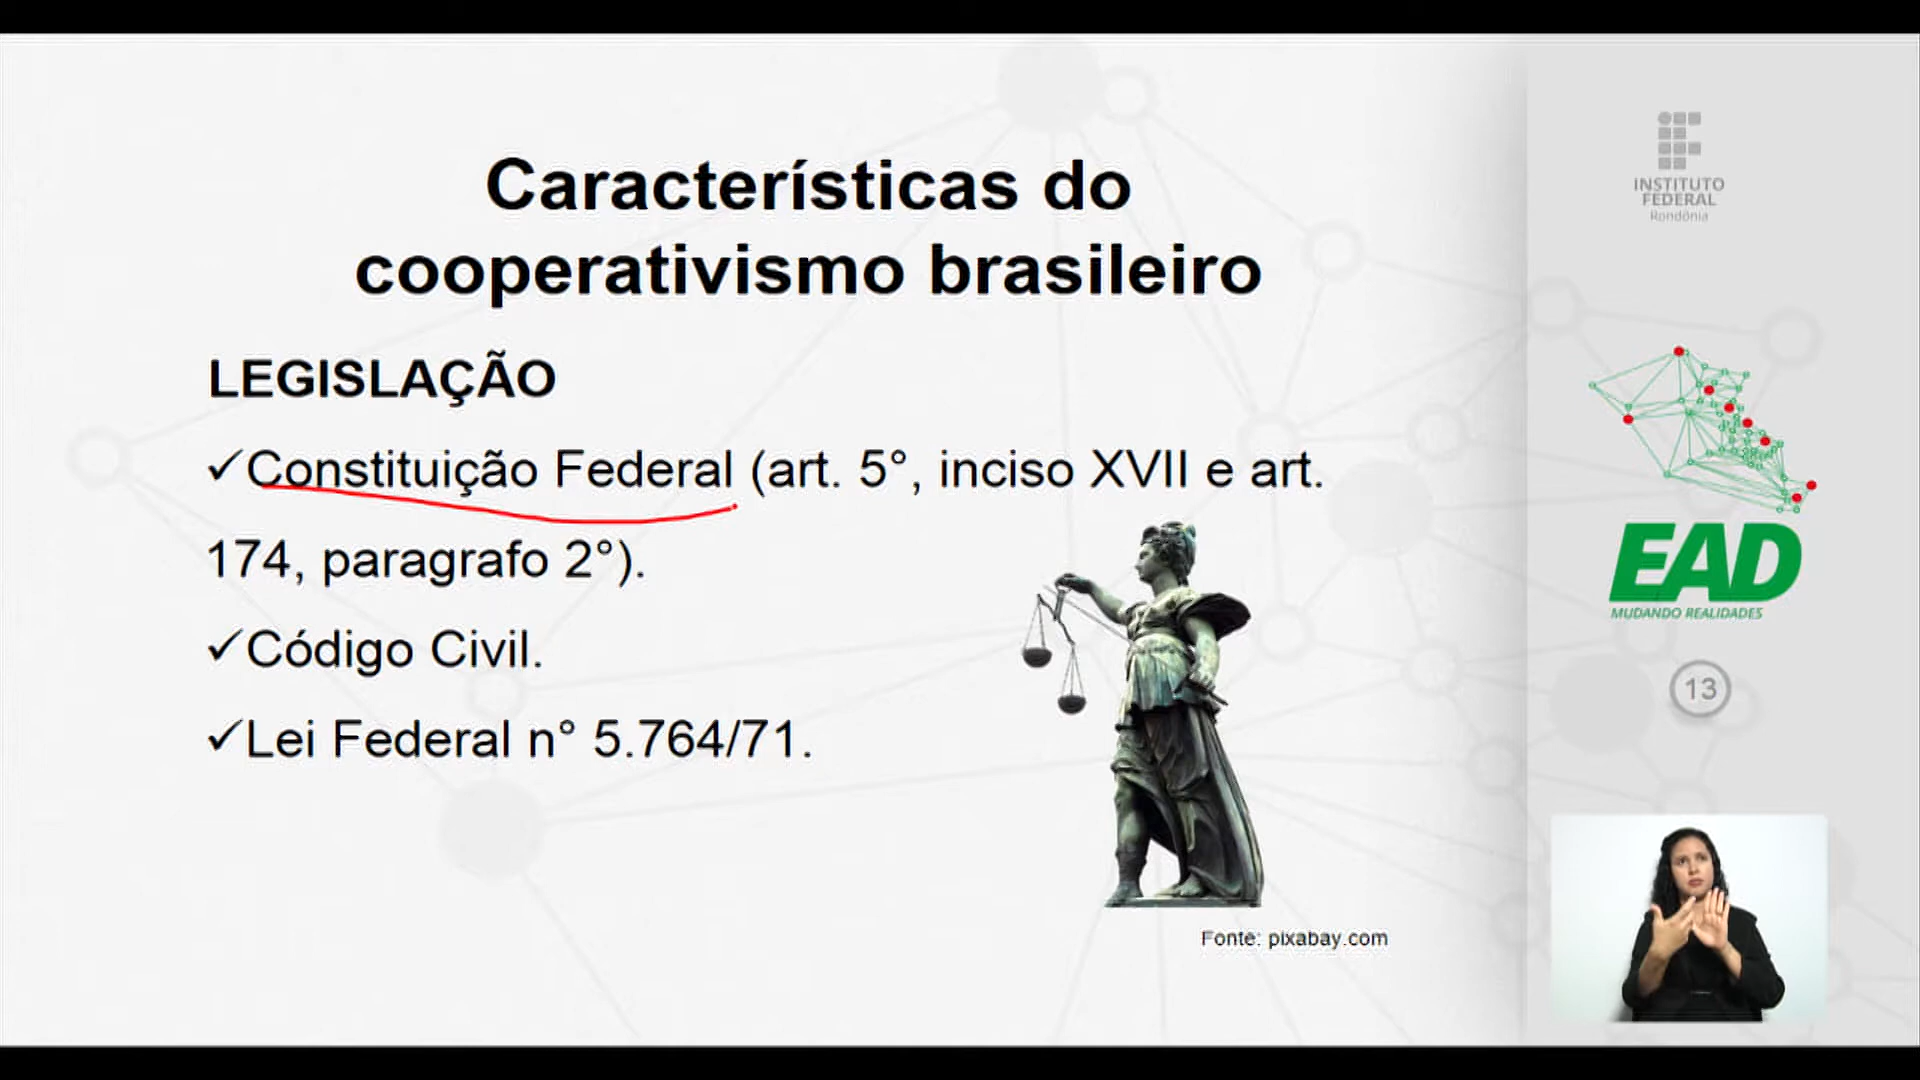 Características do
cooperativismo brasileiro
LEGISLAÇÃO
✓Constituição Federal (art. 5°, inciso XVII e art.
174, paragrafo 2°).
✓Código Civil.
✓Lei Federal n° 5.764/71.
Fonte: pixabay.com
INSTITUTO
FEDERAL
Rondônia
EAD
MUDANDO REALIDADES
13